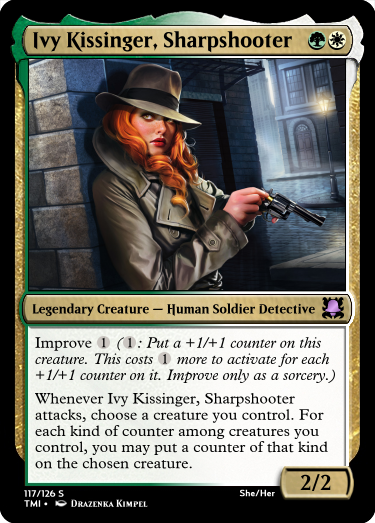 Ivy Kissinger, Sharpshooter
Legendary Creature — Human Soldier Detective
Improve 1 (1: Put a +1/+1 counter on this
creature. This costs 1 more to activate for each
+1/+1 counter on it. Improve only as a sorcery.)
Whenever Ivy Kissinger, Sharpshooter
attacks, choose a creature you control. For
each kind of counter among creatures you
control, you may put a counter of that kind
on the chosen creature.
2/2
117/126 S She/Her
TMI • Drazenka Kimpel